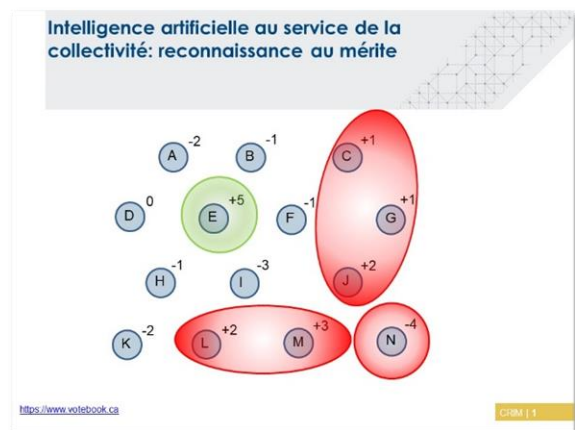 Intelligence artificielle au service de la
collectivité: reconnaissance au mérite
A -2
B -1
C +1
D 0
E +5
F -1
G +1
H -1
I -3
J +2
K -2
L +2
M +3
N -4
https://www.votebook.ca
CRIM | 1